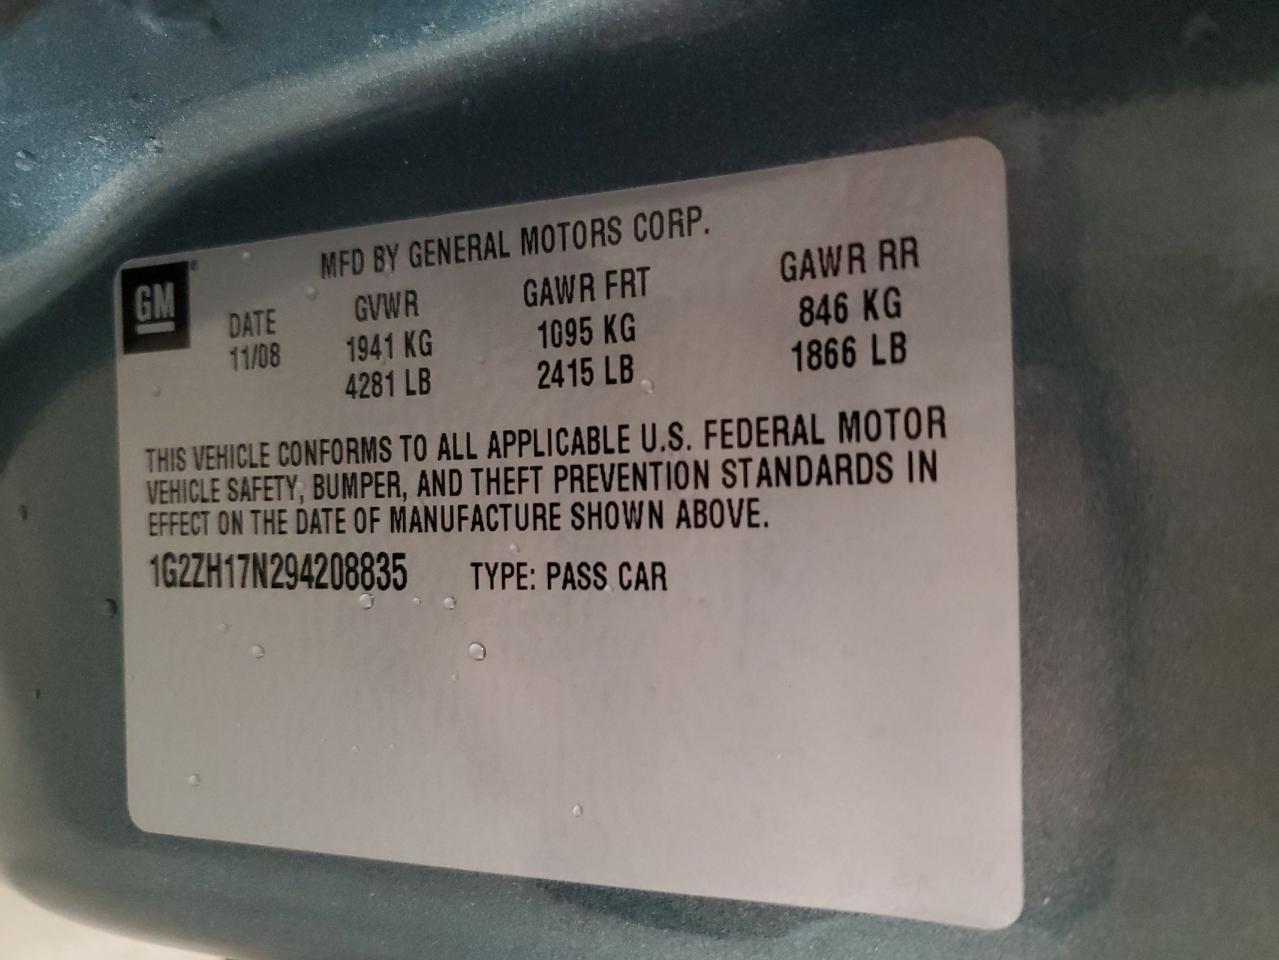 MFD BY GENERAL MOTORS CORP.
GM
DATE GVWR GAWR FRT GAWR RR
11/08 1941 KG 1095 KG 846 KG
4281 LB 2415 LB 1866 LB
THIS VEHICLE CONFORMS TO ALL APPLICABLE U.S. FEDERAL MOTOR
VEHICLE SAFETY, BUMPER, AND THEFT PREVENTION STANDARDS IN
EFFECT ON THE DATE OF MANUFACTURE SHOWN ABOVE.
1G2ZH17N294208835 TYPE: PASS CAR